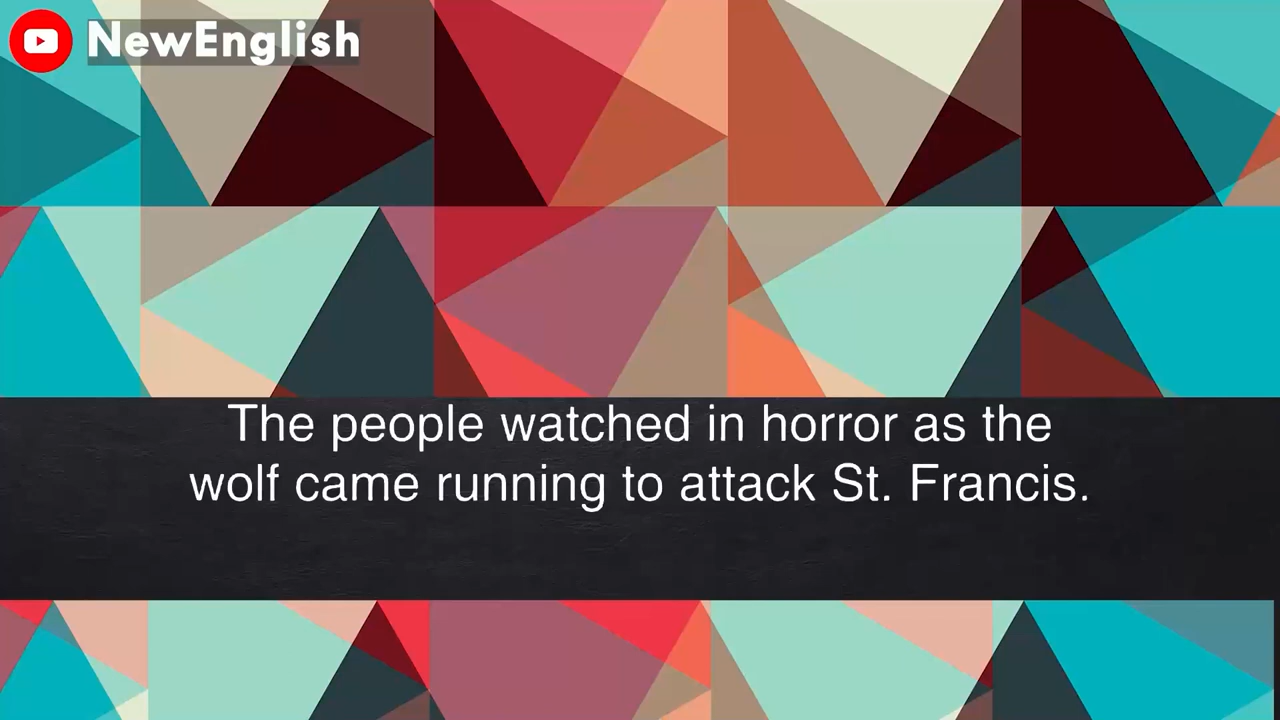 NewEnglish
The people watched in horror as the
wolf came running to attack St. Francis.